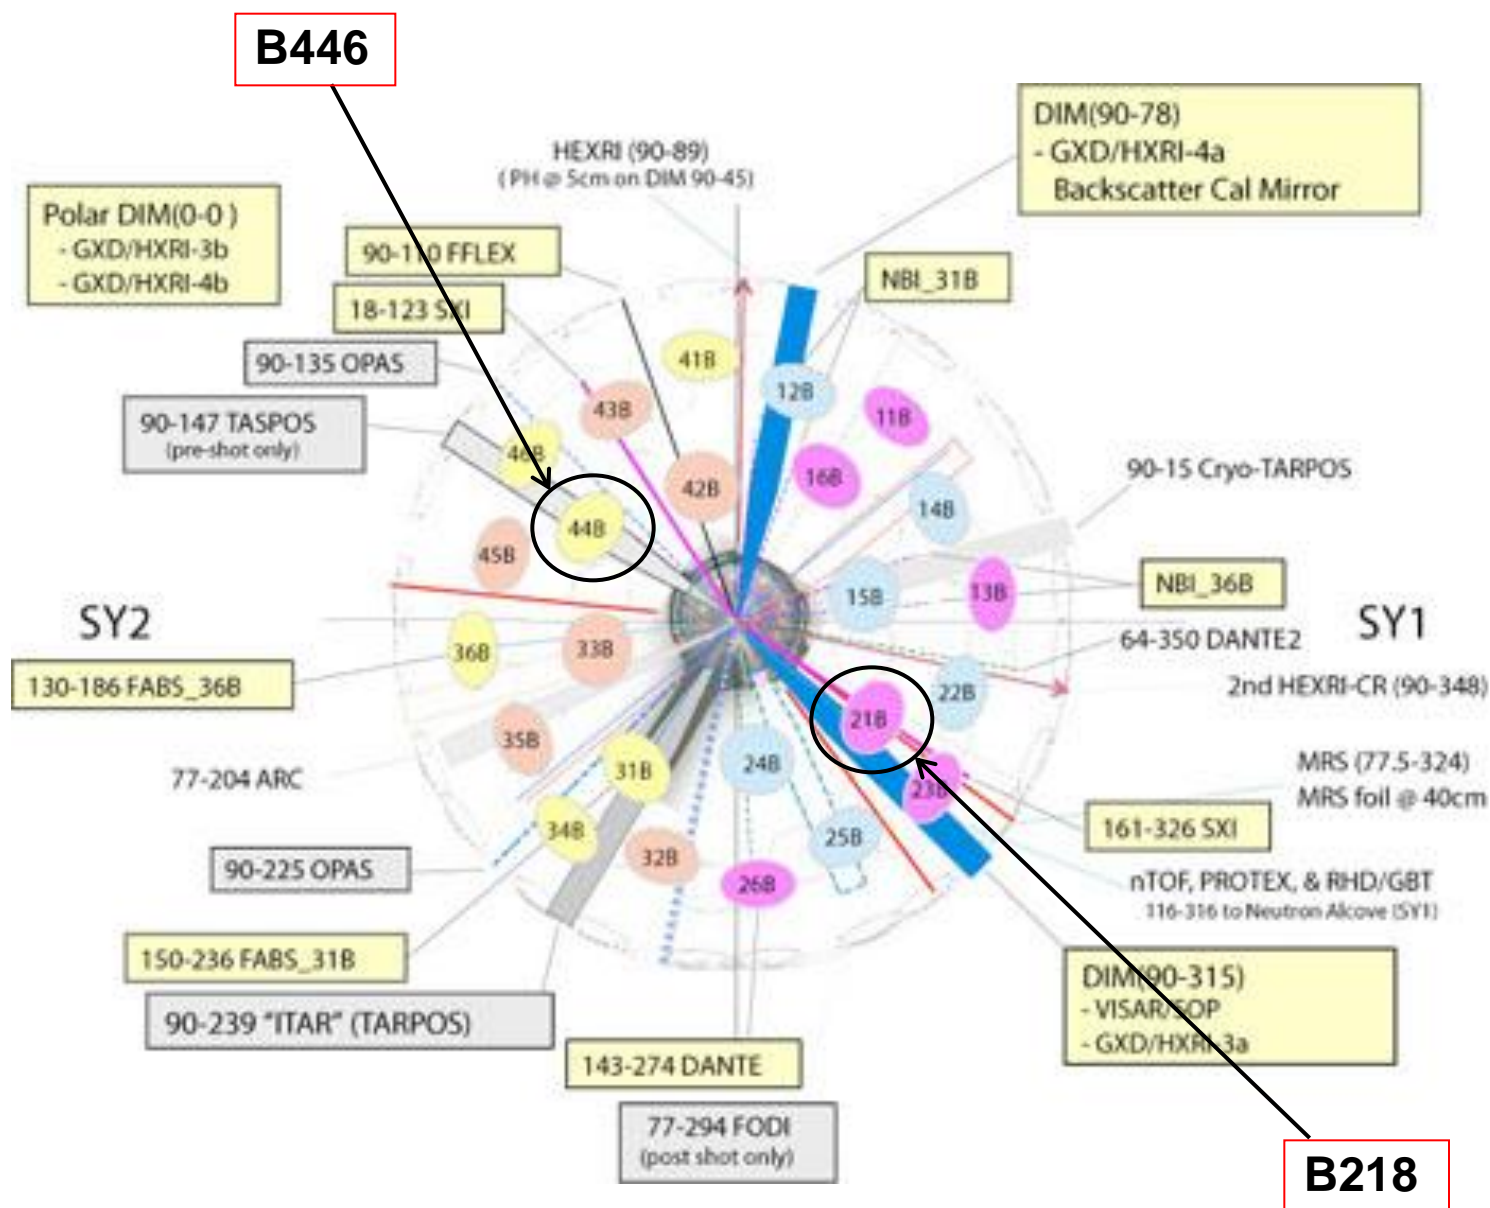 B446
DIM(90-78)
- GXD/HXRI-4a
Backscatter Cal Mirror
HEXRI (90-89)
( PH @ 5cm on DIM 90-45)
Polar DIM(0-0 )
- GXD/HXRI-3b
- GXD/HXRI-4b
90-110 FFLEX
NBI_31B
18-123 SXI
90-135 OPAS
41B
12B
43B
11B
90-147 TASPOS
(pre-shot only)
46B
90-15 Cryo-TARPOS
16B
42B
14B
44B
45B
NBI_36B
15B
13B
SY2
SY1
64-350 DANTE2
36B
33B
130-186 FABS_36B
2nd HEXRI-CR (90-348)
22B
21B
35B
77-204 ARC
31B
24B
MRS (77.5-324)
MRS foil @ 40cm
23B
161-326 SXI
34B
25B
32B
90-225 OPAS
26B
nTOF, PROTEX, & RHD/GBT
116-316 to Neutron Alcove (SY1)
150-236 FABS_31B
DIM(90-315)
- VISAR/SOP
- GXD/HXRI-3a
90-239 "ITAR" (TARPOS)
143-274 DANTE
77-294 FODI
(post shot only)
B218